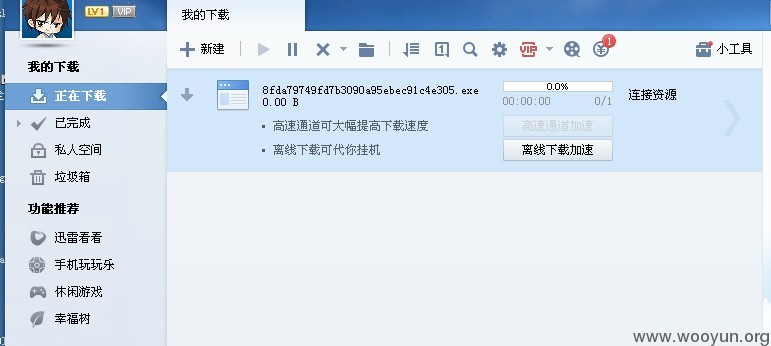 LV1 VIP
我的下载
新建
1
VIP
1
小工具
我的下载
正在下载
已完成
私人空间
垃圾箱
功能推荐
迅雷看看
手机玩玩乐
休闲游戏
幸福树
8fda79749fd7b3090a95ebec91c4e305.exe
0.00 B
0.0%
00:00:00 0/1
连接资源
高速通道可大幅提高下载速度
高速通道加速
离线下载可代你挂机
离线下载加速
www.wooyun.org